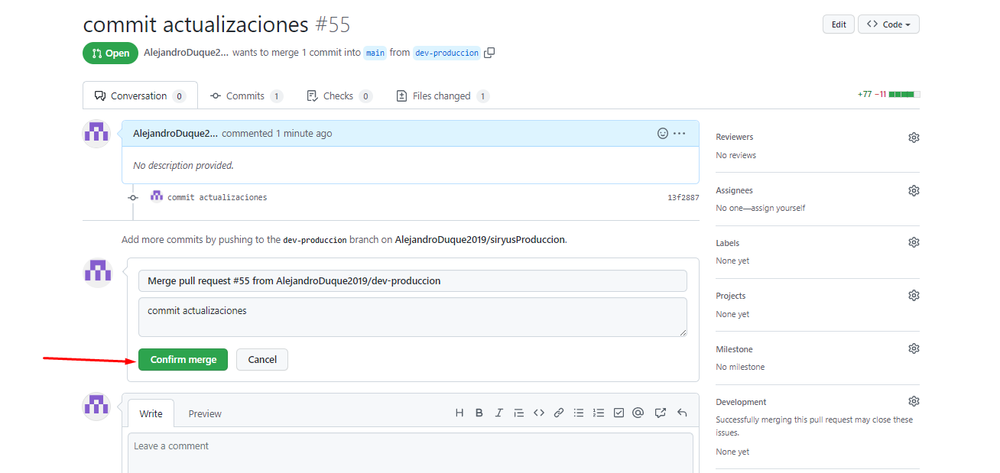 commit actualizaciones #55
Edit
Code
Open
AlejandroDuque2... wants to merge 1 commit into main from dev-produccion
Conversation 0
Commits 1
Checks 0
Files changed 1
+77 −11
AlejandroDuque2... commented 1 minute ago
No description provided.
commit actualizaciones
13f2887
Add more commits by pushing to the dev-produccion branch on AlejandroDuque2019/siryusProduccion.
Merge pull request #55 from AlejandroDuque2019/dev-produccion
commit actualizaciones
Confirm merge
Cancel
Write
Preview
Leave a comment
Reviewers
No reviews
Assignees
No one—assign yourself
Labels
None yet
Projects
None yet
Milestone
No milestone
Development
Successfully merging this pull request may close these
issues.
None yet